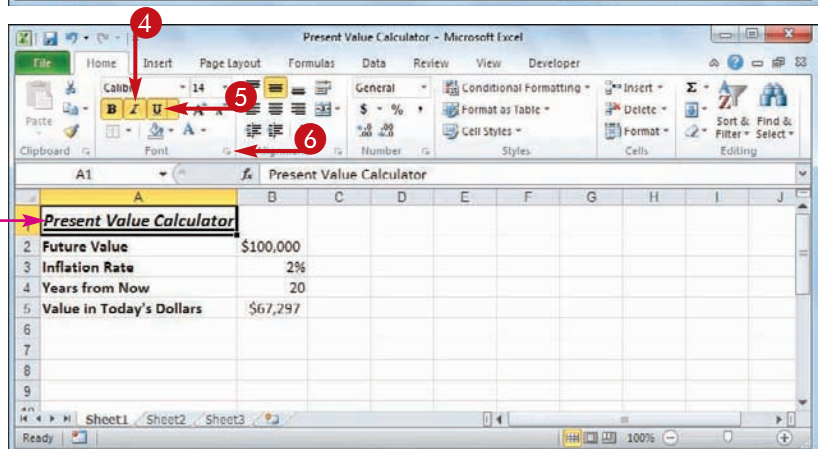 4
Present Value Calculator - Microsoft Excel
File Home Insert Page Layout Formulas Data Review View Developer
Calibri 14 General Conditional Formatting Insert Σ
5
B I U A $ % , Format as Table Delete
Paste Cell Styles Format Sort & Filter Find & Select
6
Clipboard Font Number Styles Cells Editing
A1 fx Present Value Calculator
A B C D E F G H I J
1 Present Value Calculator
2 Future Value $100,000
3 Inflation Rate 2%
4 Years from Now 20
5 Value in Today's Dollars $67,297
6
7
8
9
Sheet1 Sheet2 Sheet3
Ready 100%